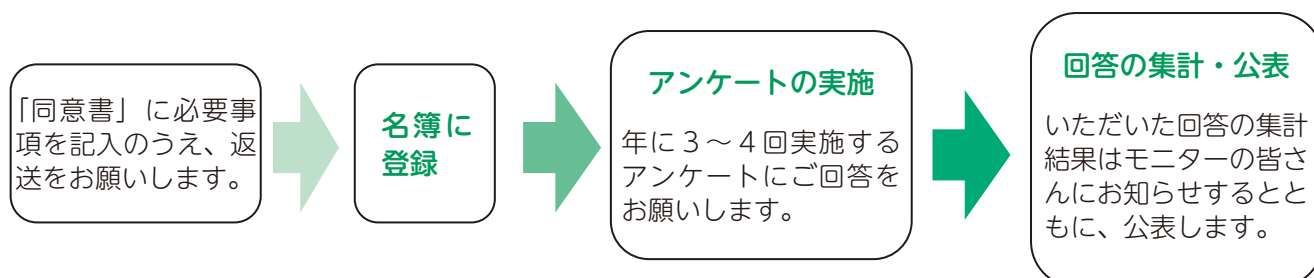 「同意書」に必要事
項を記入のうえ、返
送をお願いします。
名簿に
登録
アンケートの実施
年に３～４回実施する
アンケートにご回答を
お願いします。
回答の集計・公表
いただいた回答の集計
結果はモニターの皆さ
んにお知らせするとと
もに、公表します。